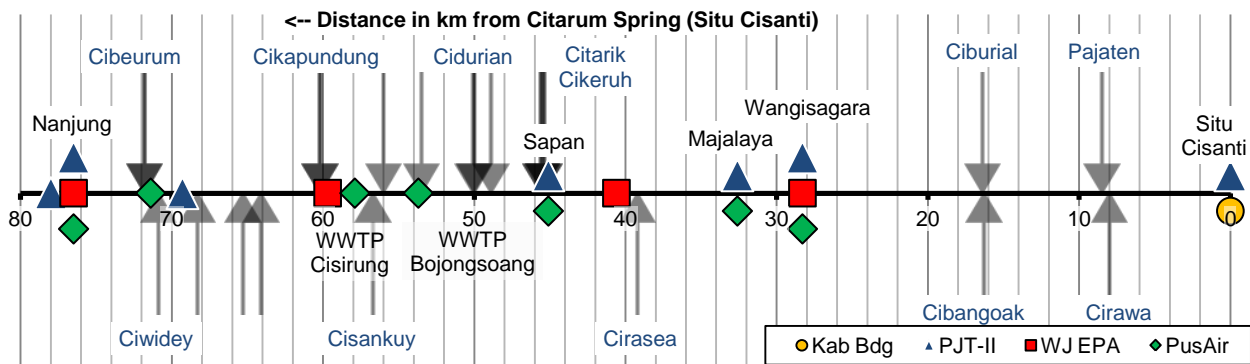 <-- Distance in km from Citarum Spring (Situ Cisanti)
Cibeurum
Cikapundung
Cidurian
Citarik
Cikeruh
Ciburial
Pajaten
Nanjung
Sapan
Majalaya
Wangisagara
Situ
Cisanti
80 70 60 50 40 30 20 10 0
WWTP
Cisirung
WWTP
Bojongsoang
Ciwidey
Cisankuy
Cirasea
Cibangoak
Cirawa
Kab Bdg PJT-II WJ EPA PusAir